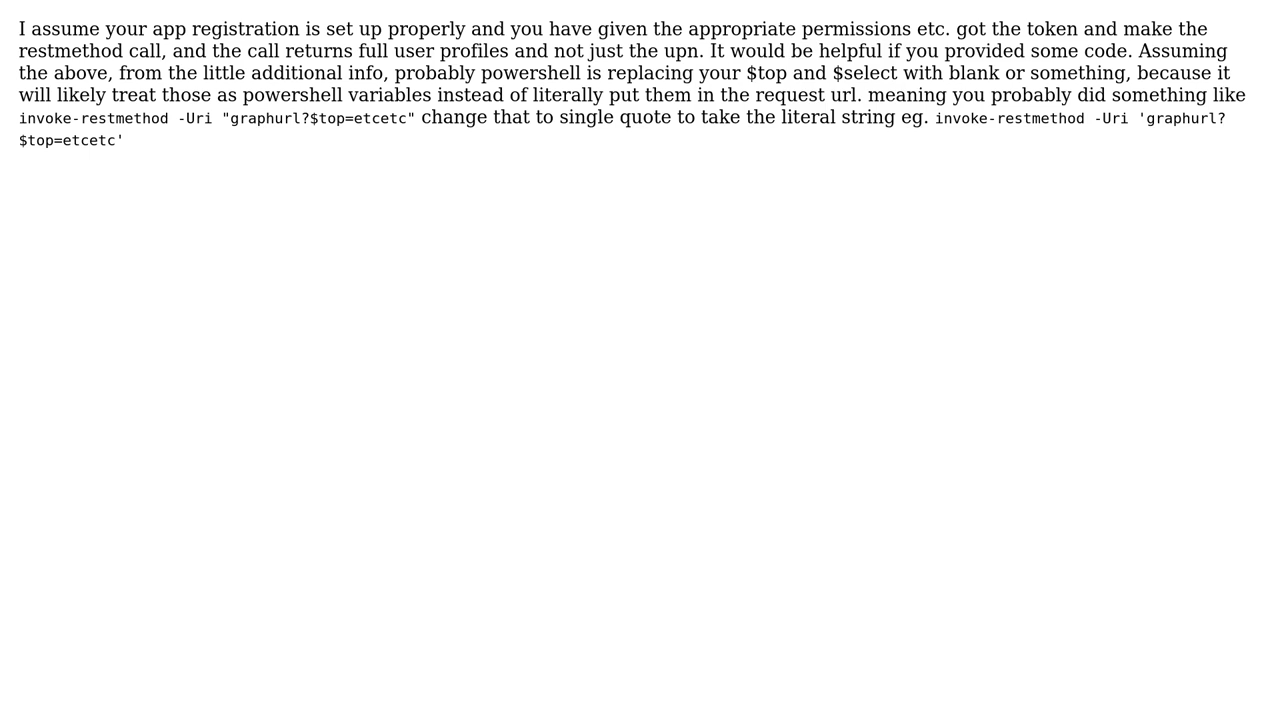 I assume your app registration is set up properly and you have given the appropriate permissions etc. got the token and make the
restmethod call, and the call returns full user profiles and not just the upn. It would be helpful if you provided some code. Assuming
the above, from the little additional info, probably powershell is replacing your $top and $select with blank or something, because it
will likely treat those as powershell variables instead of literally put them in the request url. meaning you probably did something like
invoke-restmethod -Uri "graphurl?$top=etcetc" change that to single quote to take the literal string eg. invoke-restmethod -Uri 'graphurl?
$top=etcetc'